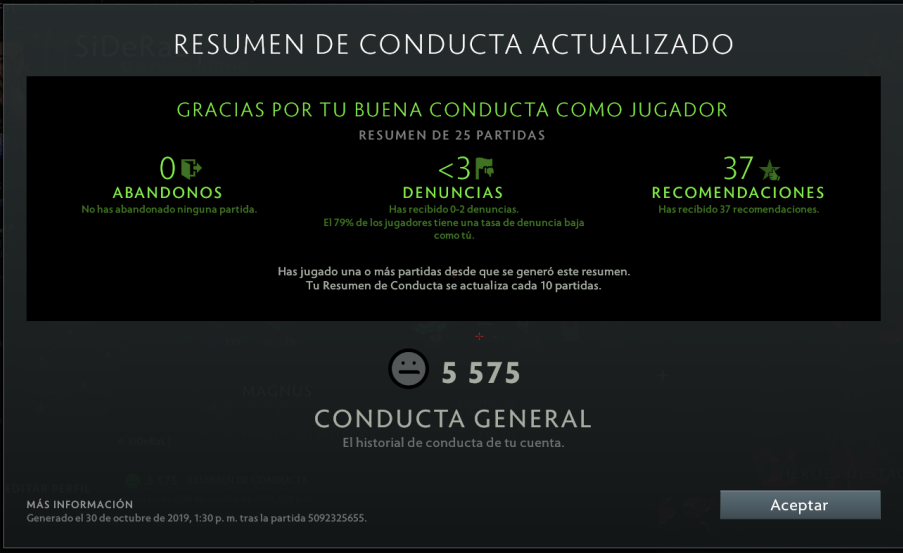 RESUMEN DE CONDUCTA ACTUALIZADO
GRACIAS POR TU BUENA CONDUCTA COMO JUGADOR
RESUMEN DE 25 PARTIDAS
0
ABANDONOS
No has abandonado ninguna partida.
<3
DENUNCIAS
Has recibido 0-2 denuncias.
El 79% de los jugadores tiene una tasa de denuncia baja
como tú.
37
RECOMENDACIONES
Has recibido 37 recomendaciones.
Has jugado una o más partidas desde que se generó este resumen.
Tu Resumen de Conducta se actualiza cada 10 partidas.
5 575
MAGNUS
CONDUCTA GENERAL
El historial de conducta de tu cuenta.
MÁS INFORMACIÓN
Generado el 30 de octubre de 2019, 1:30 p. m. tras la partida 5092325655.
Aceptar